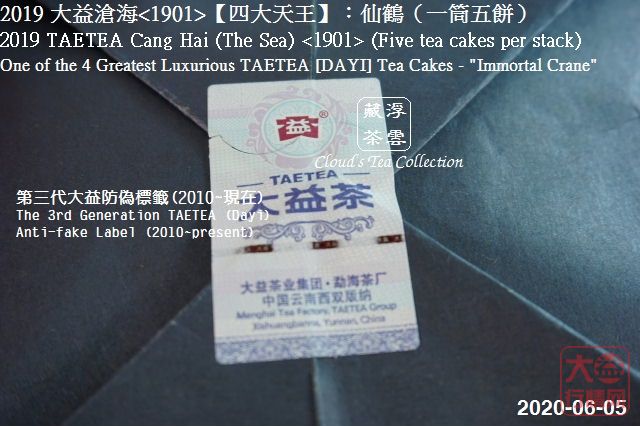 2019 大益滄海<1901>【四大天王】：仙鶴（一筒五餅）
2019 TAETEA Cang Hai (The Sea) <1901> (Five tea cakes per stack)
One of the 4 Greatest Luxurious TAETEA [DAYI] Tea Cakes - "Immortal Crane"
益®
藏浮
茶雲
Cloud's Tea Collection
TAETEA
大益茶
第三代大益防偽標籤(2010~現在)
The 3rd Generation TAETEA (Dayi)
Anti-fake Label (2010~present)
大益茶业集团·勐海茶厂
中国云南西双版纳
Menghai Tea Factory, TAETEA Group
Xishuangbanna, Yunnan, China
大益
行情网
2020-06-05